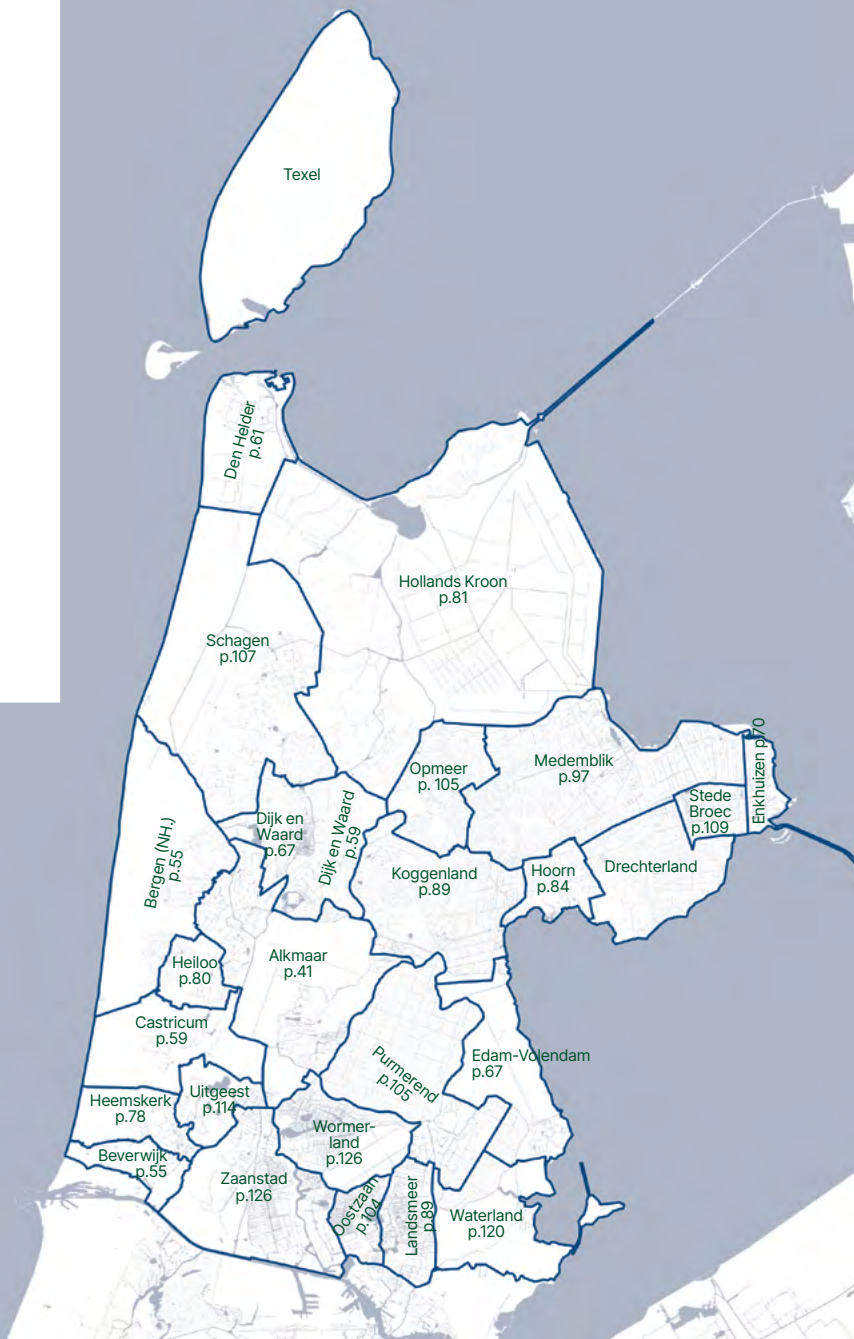 Texel
Den Helder
p.61
Hollands Kroon
p.81
Schagen
p.107
Opmeer
p. 105
Medemblik
p.97
Enkhuizen p.70
Stede
Broec
p.109
Dijk en
Waard
p.67
Dijk en Waard
p.59
Bergen (NH.)
p.55
Koggenland
p.89
Hoorn
p.84
Drechterland
Heiloo
p.80
Alkmaar
p.41
Castricum
p.59
Purmerend
p.105
Edam-Volendam
p.67
Heemskerk
p.78
Uitgeest
p.114
Wormer-
land
p.126
Beverwijk
p.55
Zaanstad
p.126
Oostzaan
p.104
Landsmeer
p.89
Waterland
p.120